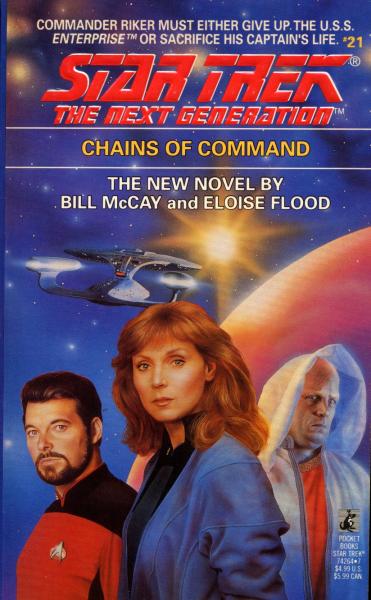 COMMANDER RIKER MUST EITHER GIVE UP THE U.S.S.
ENTERPRISE™ OR SACRIFICE HIS CAPTAIN'S LIFE. #21
STAR TREK®
THE NEXT GENERATION™
CHAINS OF COMMAND
THE NEW NOVEL BY
BILL McCAY and ELOISE FLOOD
POCKET
BOOKS
STAR TREK®
74264•7
$4.99 U.S.
$5.99 CAN.